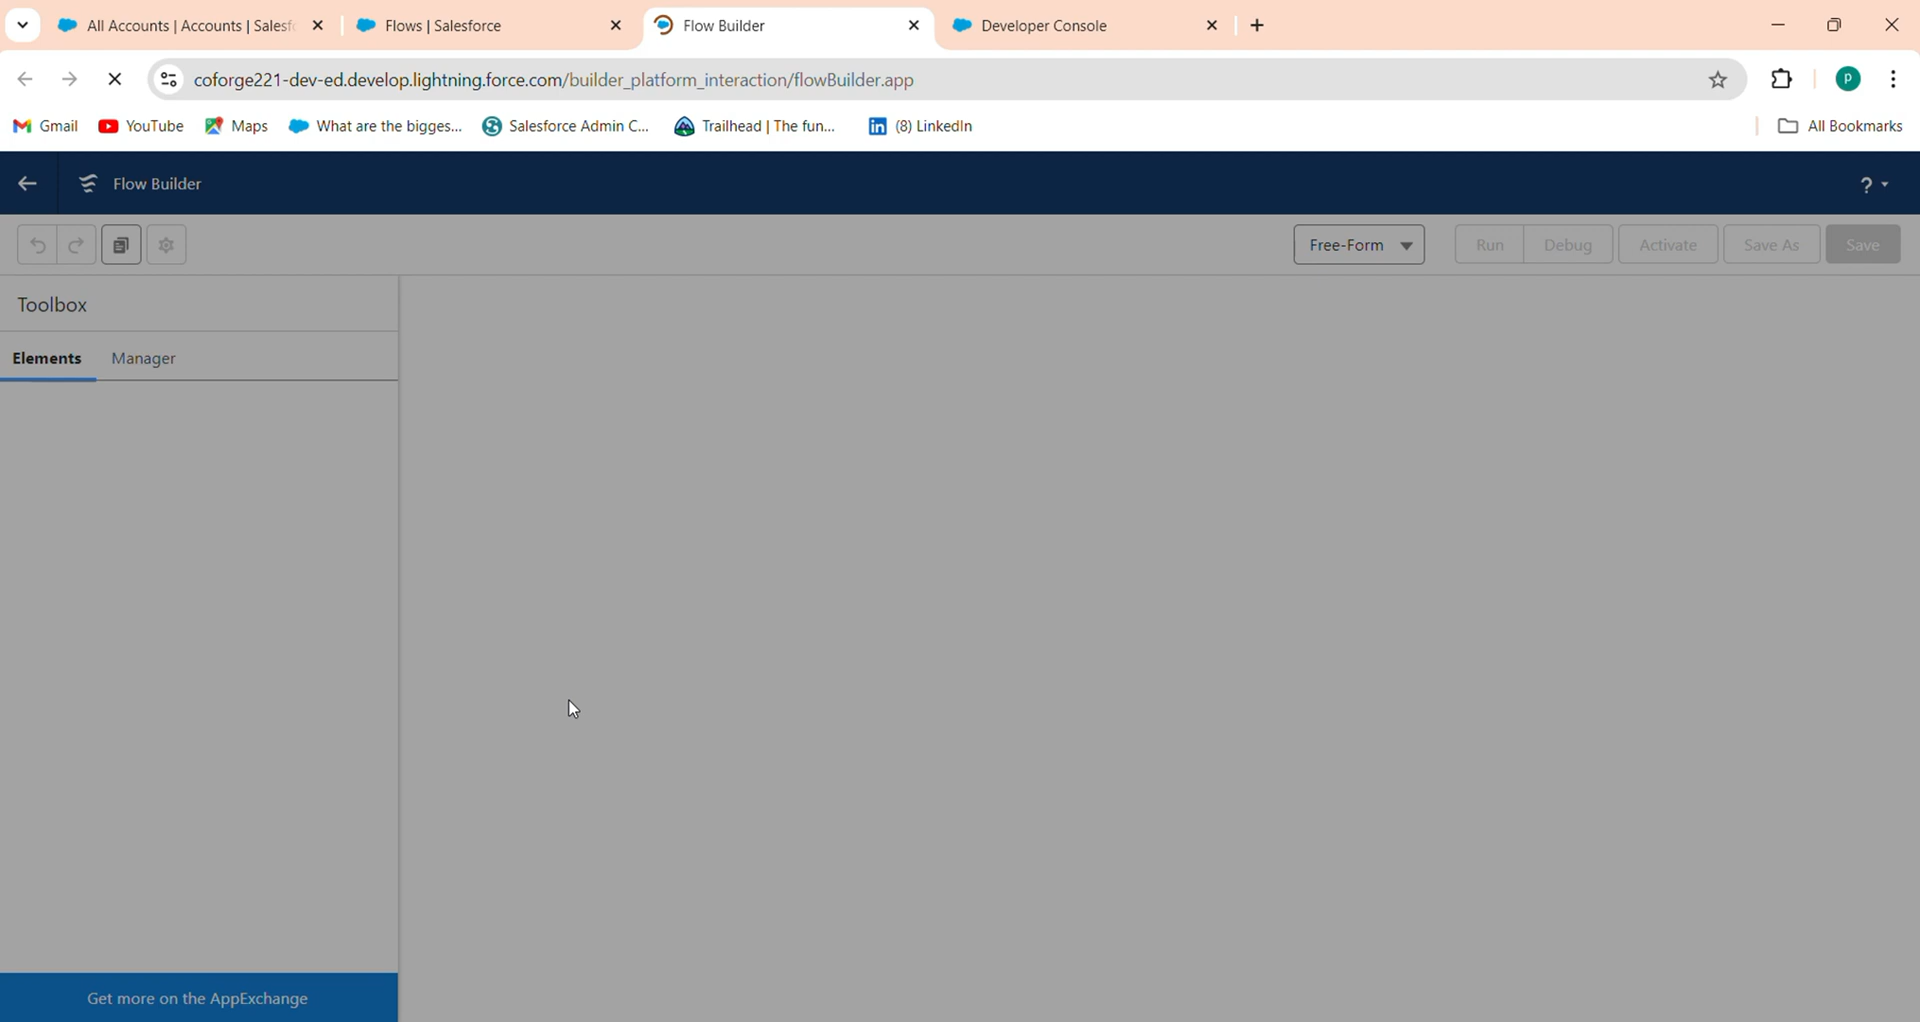 All Accounts | Accounts | Salesf
Flows | Salesforce
Flow Builder
Developer Console
coforge221-dev-ed.develop.lightning.force.com/builder_platform_interaction/flowBuilder.app
P
Gmail
YouTube
Maps
What are the bigges...
Salesforce Admin C...
Trailhead | The fun...
in (8) LinkedIn
All Bookmarks
Flow Builder
?
Free-Form
Run
Debug
Activate
Save As
Save
Toolbox
Elements
Manager
Get more on the AppExchange